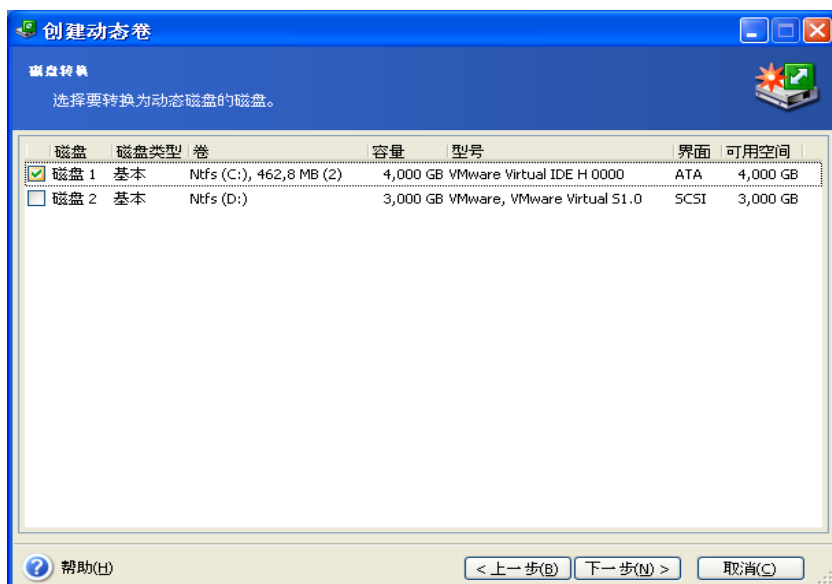 创建动态卷
磁盘转换
选择要转换为动态磁盘的磁盘。
磁盘 磁盘类型 卷 容量 型号 界面 可用空间
磁盘 1 基本 Ntfs (C:), 462,8 MB (2) 4,000 GB VMware Virtual IDE H 0000 ATA 4,000 GB
磁盘 2 基本 Ntfs (D:) 3,000 GB VMware, VMware Virtual S1.0 SCSI 3,000 GB
帮助(H) < 上一步(B) 下一步(N) > 取消(C)